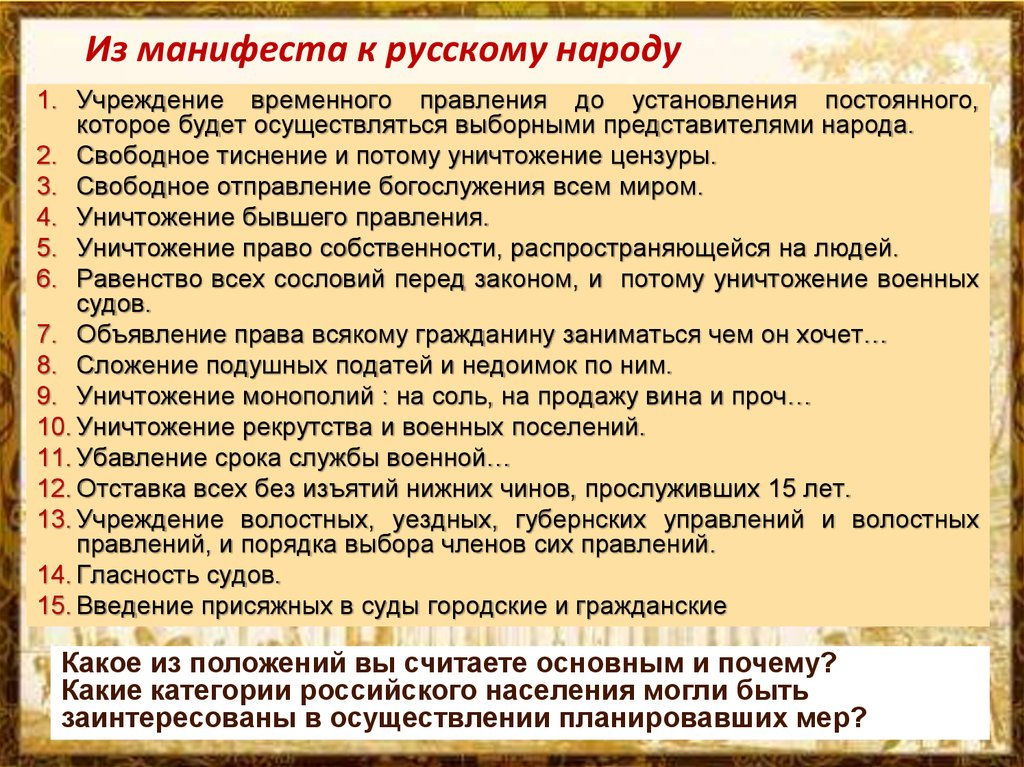 Из манифеста к русскому народу
1. Учреждение временного правления до установления постоянного,
которое будет осуществляться выборными представителями народа.
2. Свободное тиснение и потому уничтожение цензуры.
3. Свободное отправление богослужения всем миром.
4. Уничтожение бывшего правления.
5. Уничтожение право собственности, распространяющейся на людей.
6. Равенство всех сословий перед законом, и потому уничтожение военных
судов.
7. Объявление права всякому гражданину заниматься чем он хочет…
8. Сложение подушных податей и недоимок по ним.
9. Уничтожение монополий : на соль, на продажу вина и проч…
10. Уничтожение рекрутства и военных поселений.
11. Убавление срока службы военной…
12. Отставка всех без изъятий нижних чинов, прослуживших 15 лет.
13. Учреждение волостных, уездных, губернских управлений и волостных
правлений, и порядка выбора членов сих правлений.
14. Гласность судов.
15. Введение присяжных в суды городские и гражданские
Какое из положений вы считаете основным и почему?
Какие категории российского населения могли быть
заинтересованы в осуществлении планировавших мер?